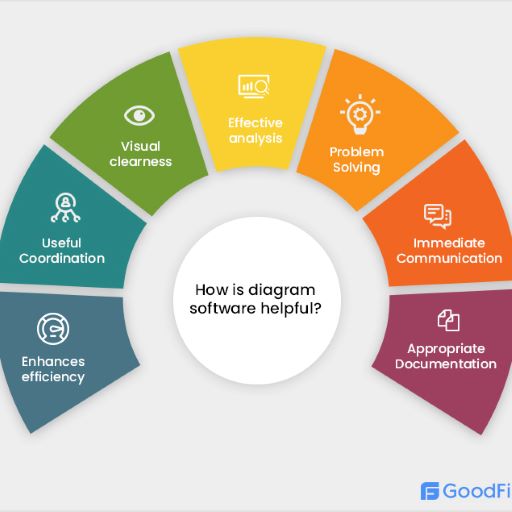 Effective
analysis
Visual
clearness
Problem
Solving
Useful
Coordination
Immediate
Communication
How is diagram
software helpful?
Enhances
efficiency
Appropriate
Documentation
GoodFi